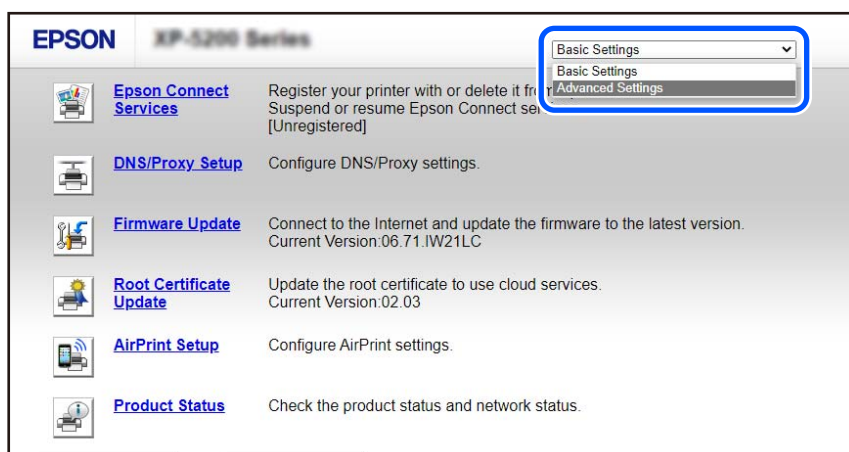 EPSON XP-5200 Series
Basic Settings
Basic Settings
Advanced Settings
Epson Connect Services
Register your printer with or delete it
Suspend or resume Epson Connect
[Unregistered]
DNS/Proxy Setup
Configure DNS/Proxy settings.
Firmware Update
Connect to the Internet and update the firmware to the latest version.
Current Version:06.71.IW21LC
Root Certificate
Update
Update the root certificate to use cloud services.
Current Version:02.03
AirPrint Setup
Configure AirPrint settings.
Product Status
Check the product status and network status.